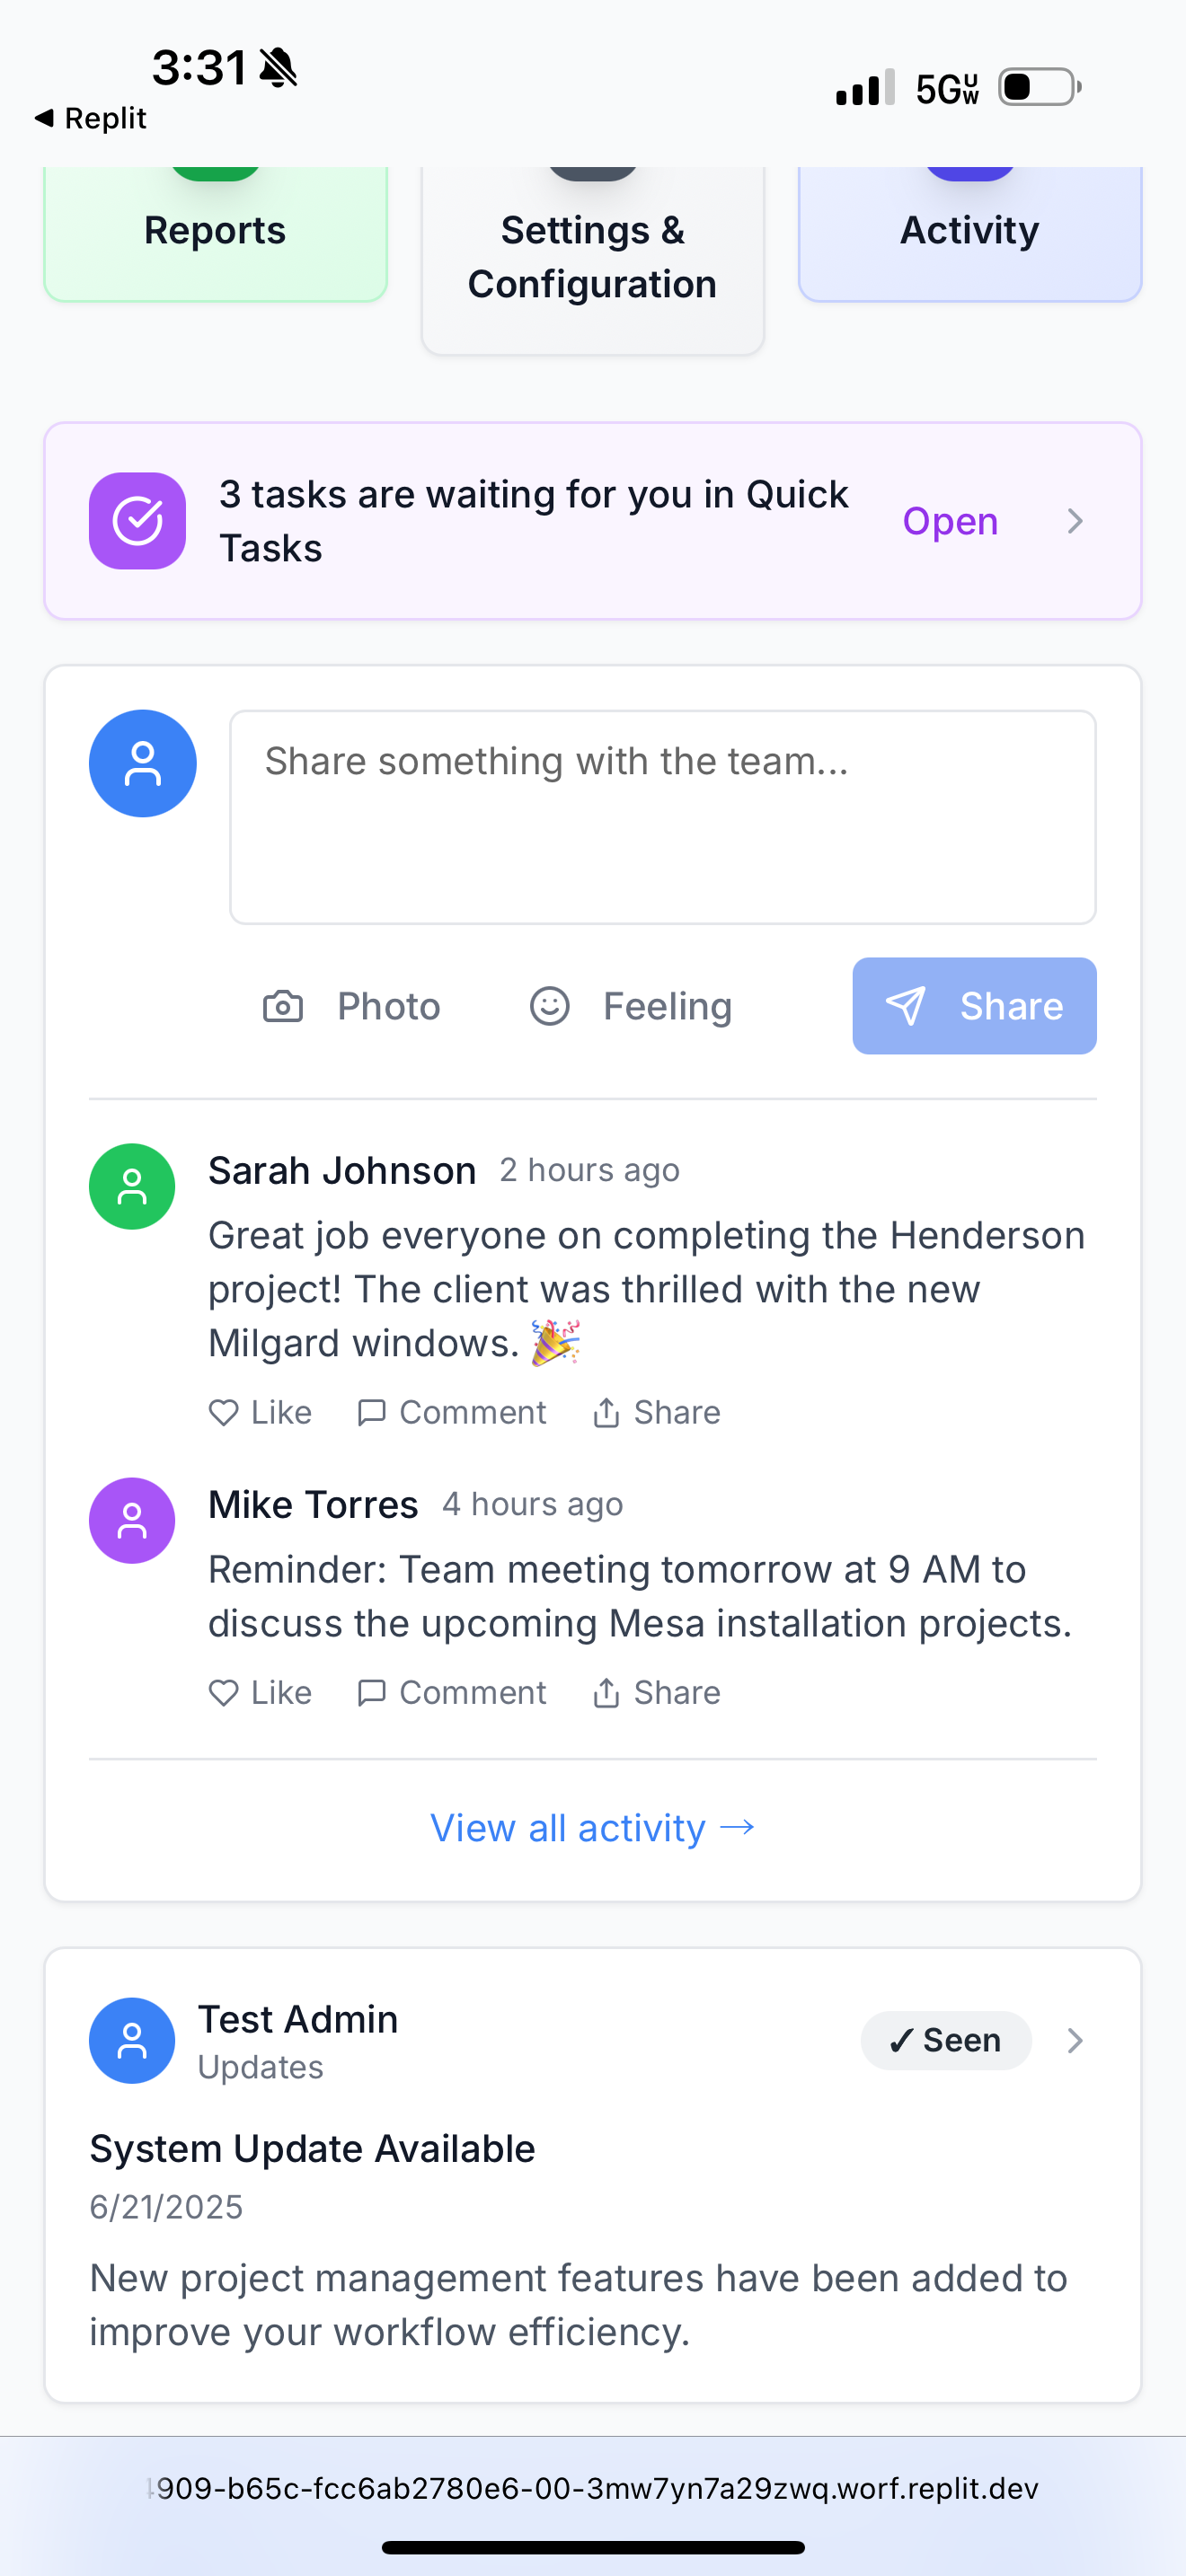 3:31
5G UW
◀ Replit
Reports
Settings &
Configuration
Activity
3 tasks are waiting for you in Quick
Tasks
Open
Share something with the team...
Photo
Feeling
Share
Sarah Johnson 2 hours ago
Great job everyone on completing the Henderson
project! The client was thrilled with the new
Milgard windows. 🎉
Like Comment Share
Mike Torres 4 hours ago
Reminder: Team meeting tomorrow at 9 AM to
discuss the upcoming Mesa installation projects.
Like Comment Share
View all activity →
Test Admin
Updates
✓ Seen
System Update Available
6/21/2025
New project management features have been added to
improve your workflow efficiency.
909-b65c-fcc6ab2780e6-00-3mw7yn7a29zwq.worf.replit.dev